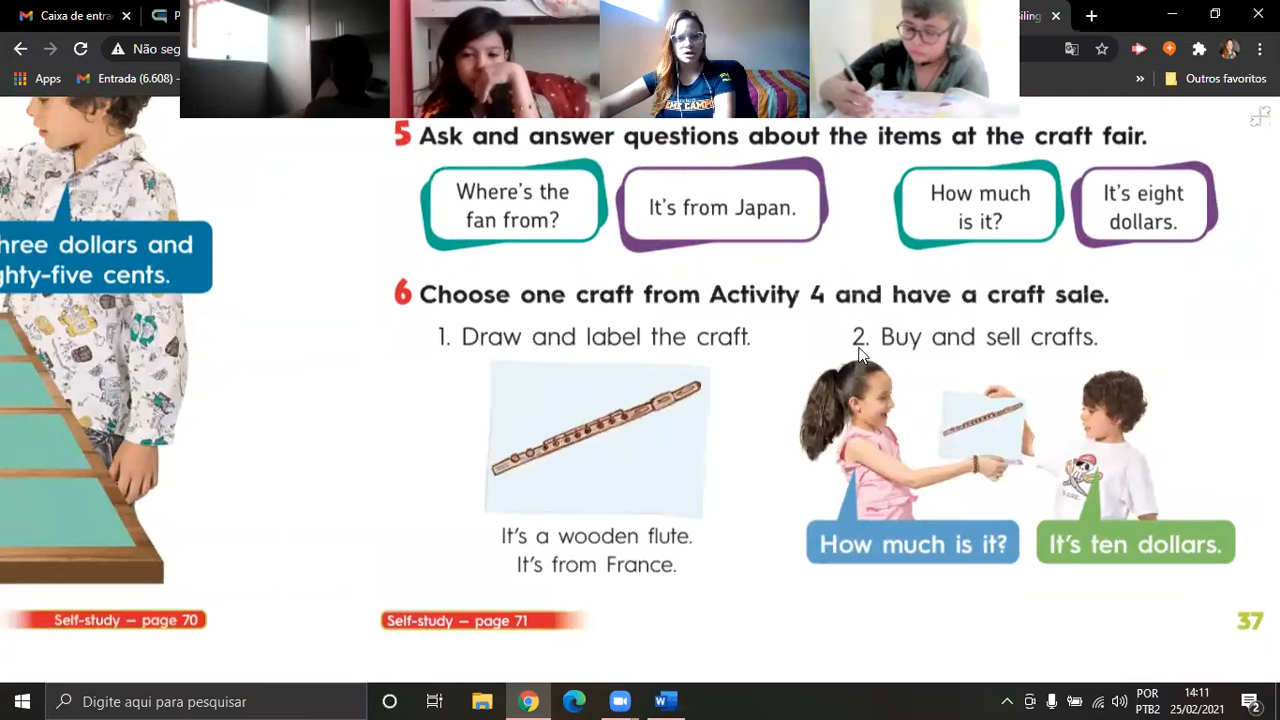 Caixa de entra
Não seg
Apps
Entrada (6.608)
Outros favoritos
hree dollars and
ghty-five cents.
5 Ask and answer questions about the items at the craft fair.
Where's the
fan from?
It's from Japan.
How much
is it?
It's eight
dollars.
6 Choose one craft from Activity 4 and have a craft sale.
1. Draw and label the craft.
It's a wooden flute.
It's from France.
2. Buy and sell crafts.
How much is it?
It's ten dollars.
Self-study – page 70
Self-study – page 71
37
Digite aqui para pesquisar
POR
PTB2
14:11
25/02/2021
2